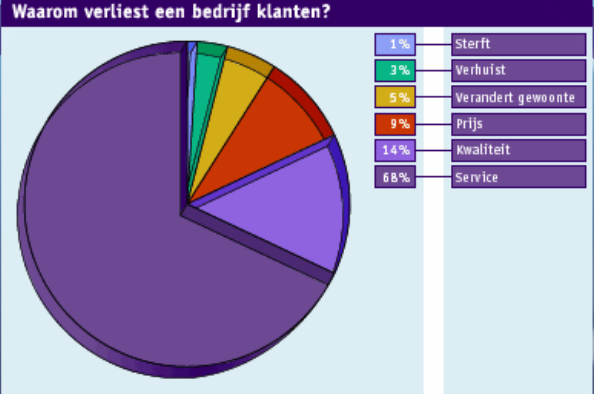 Waarom verliest een bedrijf klanten?
1% Sterft
3% Verhuist
5% Verandert gewoonte
9% Prijs
14% Kwaliteit
68% Service